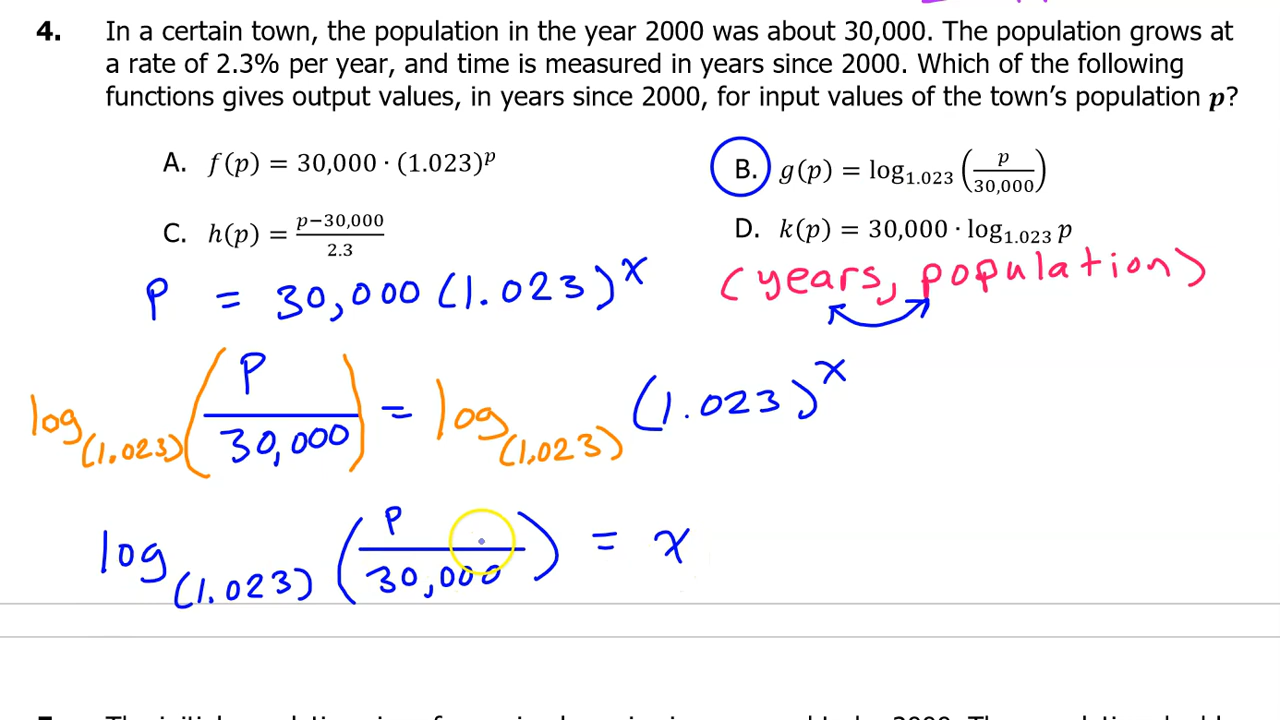 4. In a certain town, the population in the year 2000 was about 30,000. The population grows at
a rate of 2.3% per year, and time is measured in years since 2000. Which of the following
functions gives output values, in years since 2000, for input values of the town's population p?
A. f(p) = 30,000 · (1.023)^p
B. g(p) = log_1.023 (p/30,000)
C. h(p) = (p−30,000)/2.3
D. k(p) = 30,000 · log_1.023 p
(years, population)
P = 30,000 (1.023)^x
log_(1.023) (P/30,000) = log_(1.023) (1.023)^x
log_(1.023) (P/30,000) = x